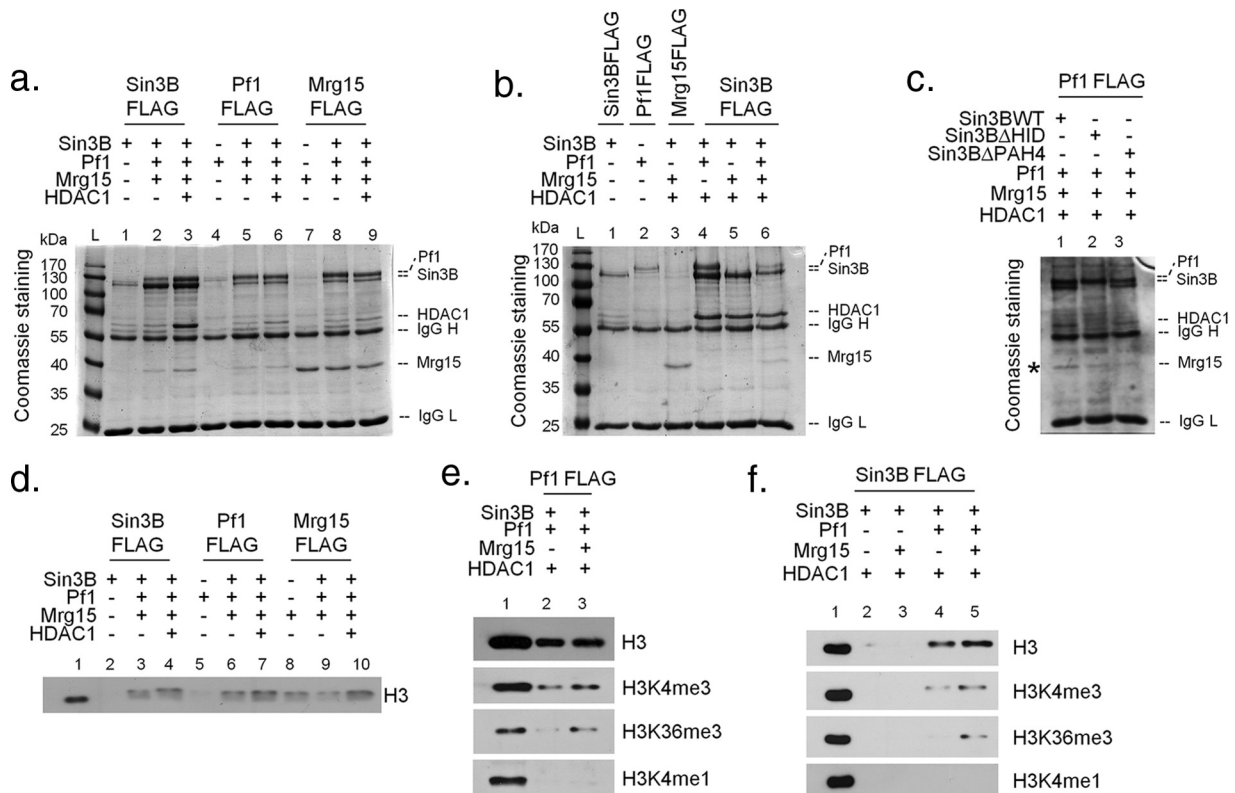 a.
Sin3B FLAG Pf1 FLAG Mrg15 FLAG
Sin3B + + + - + + - + +
Pf1 - + + + + + - + +
Mrg15 - + + - + + + + +
HDAC1 - - + - - + - - +
kDa L 1 2 3 4 5 6 7 8 9
170
130
100
70
55
40
35
25
Coomassie staining
Pf1
Sin3B
HDAC1
IgG H
Mrg15
IgG L
b.
Sin3BFLAG Pf1FLAG Mrg15FLAG Sin3B FLAG
Sin3B + - - + + +
Pf1 - + - + - +
Mrg15 - - + - + +
HDAC1 - - + + + +
kDa L 1 2 3 4 5 6
170
130
100
70
55
40
35
25
Coomassie staining
Pf1
Sin3B
HDAC1
IgG H
Mrg15
IgG L
c.
Pf1 FLAG
Sin3BWT + - -
Sin3BΔHID - + -
Sin3BΔPAH4 - - +
Pf1 + + +
Mrg15 + + +
HDAC1 + + +
1 2 3
Coomassie staining
Pf1
Sin3B
HDAC1
IgG H
Mrg15
*
IgG L
d.
Sin3B FLAG Pf1 FLAG Mrg15 FLAG
Sin3B + + + - + + - + +
Pf1 - + + + + + - + +
Mrg15 - + + - + + + + +
HDAC1 - - + - - + - - +
1 2 3 4 5 6 7 8 9 10
H3
e.
Pf1 FLAG
Sin3B + +
Pf1 + +
Mrg15 - +
HDAC1 + +
1 2 3
H3
H3K4me3
H3K36me3
H3K4me1
f.
Sin3B FLAG
Sin3B + + + +
Pf1 - - + +
Mrg15 - + - +
HDAC1 + + + +
1 2 3 4 5
H3
H3K4me3
H3K36me3
H3K4me1